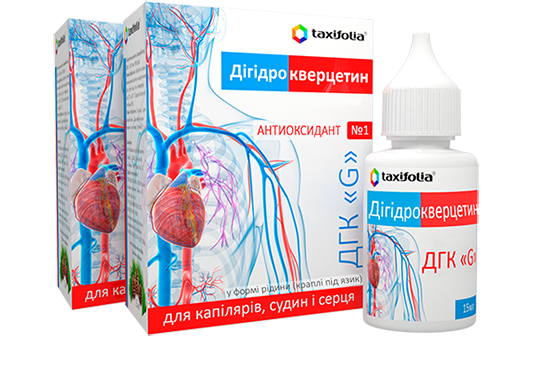 taxifolia®
Дігідрокверцетин
АНТИОКСИДАНТ №1
ДГК «G»
у формі рідини (краплі під язик)
для капілярів, судин і серця
для капілярів
taxifolia®
Дігідрокверцетин
ДГК «G»
15мл